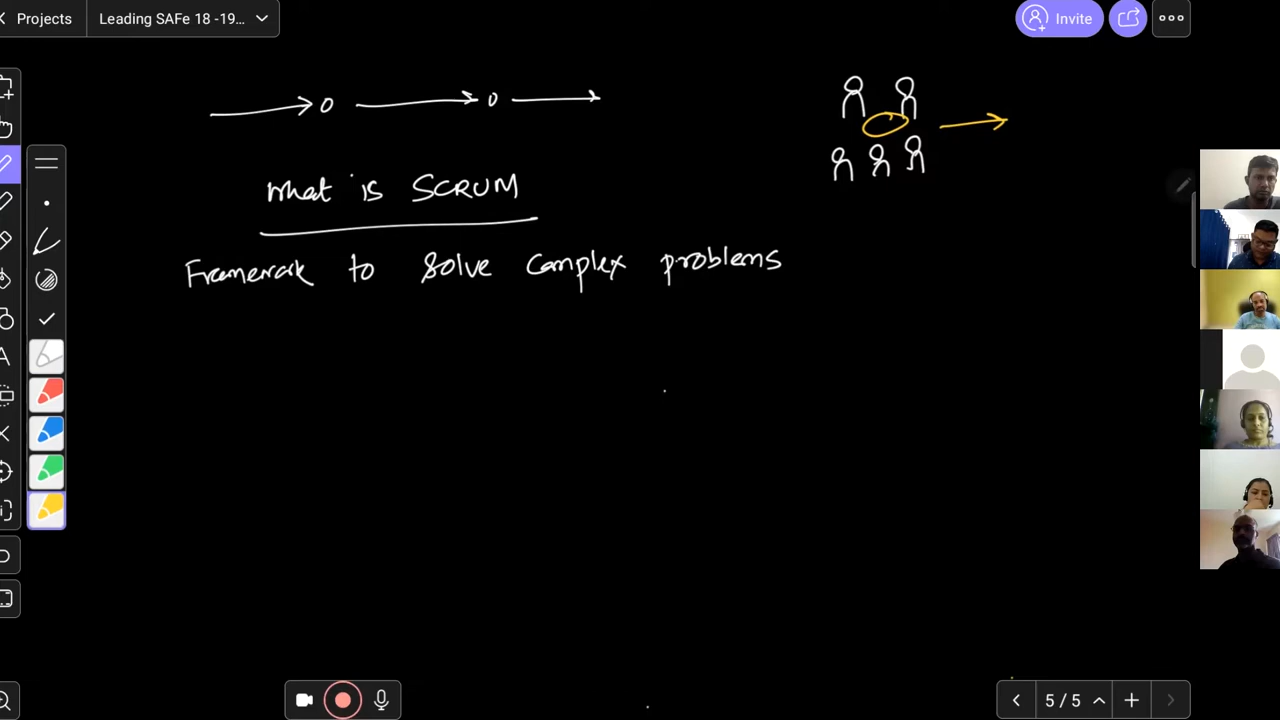 Projects
Leading SAFe 18 -19...
Invite
What is SCRUM
Framework to solve complex problems
5/5